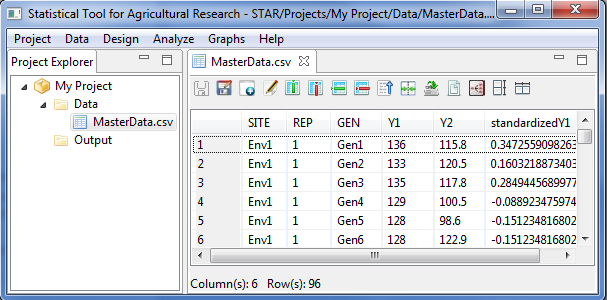 Statistical Tool for Agricultural Research - STAR/Projects/My Project/Data/MasterData....
Project Data Design Analyze Graphs Help
Project Explorer
My Project
Data
MasterData.csv
Output
MasterData.csv
SITE REP GEN Y1 Y2 standardizedY1
1 Env1 1 Gen1 136 115.8 0.3472559098263
2 Env1 1 Gen2 133 120.5 0.1603218873403
3 Env1 1 Gen3 135 117.8 0.2849445689977
4 Env1 1 Gen4 129 100.5 -0.088923475974
5 Env1 1 Gen5 128 98.6 -0.151234816802
6 Env1 1 Gen6 128 122.9 -0.151234816802
Column(s): 6 Row(s): 96